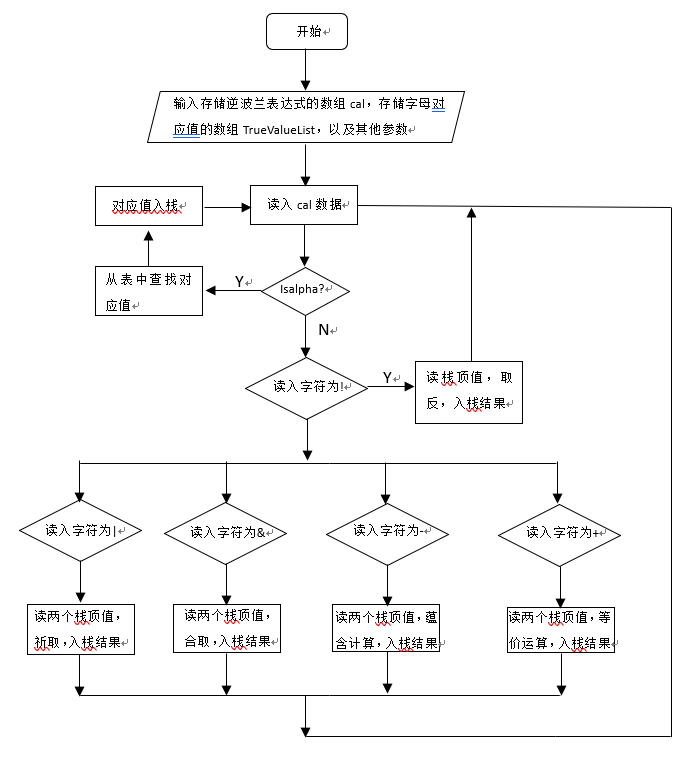 开始
输入存储逆波兰表达式的数组 cal，存储字母对
应值的数组 TrueValueList，以及其他参数
对应值入栈
读入 cal 数据
从表中查找对
应值
Y
Isalpha?
N
读入字符为!
Y
读栈顶值，取
反，入栈结果
读入字符为|
读入字符为&
读入字符为-
读入字符为+
读两个栈顶值，
祈取，入栈结果
读两个栈顶值，
合取，入栈结果
读两个栈顶值，蕴
含计算，入栈结果
读两个栈顶值，等
价运算，入栈结果